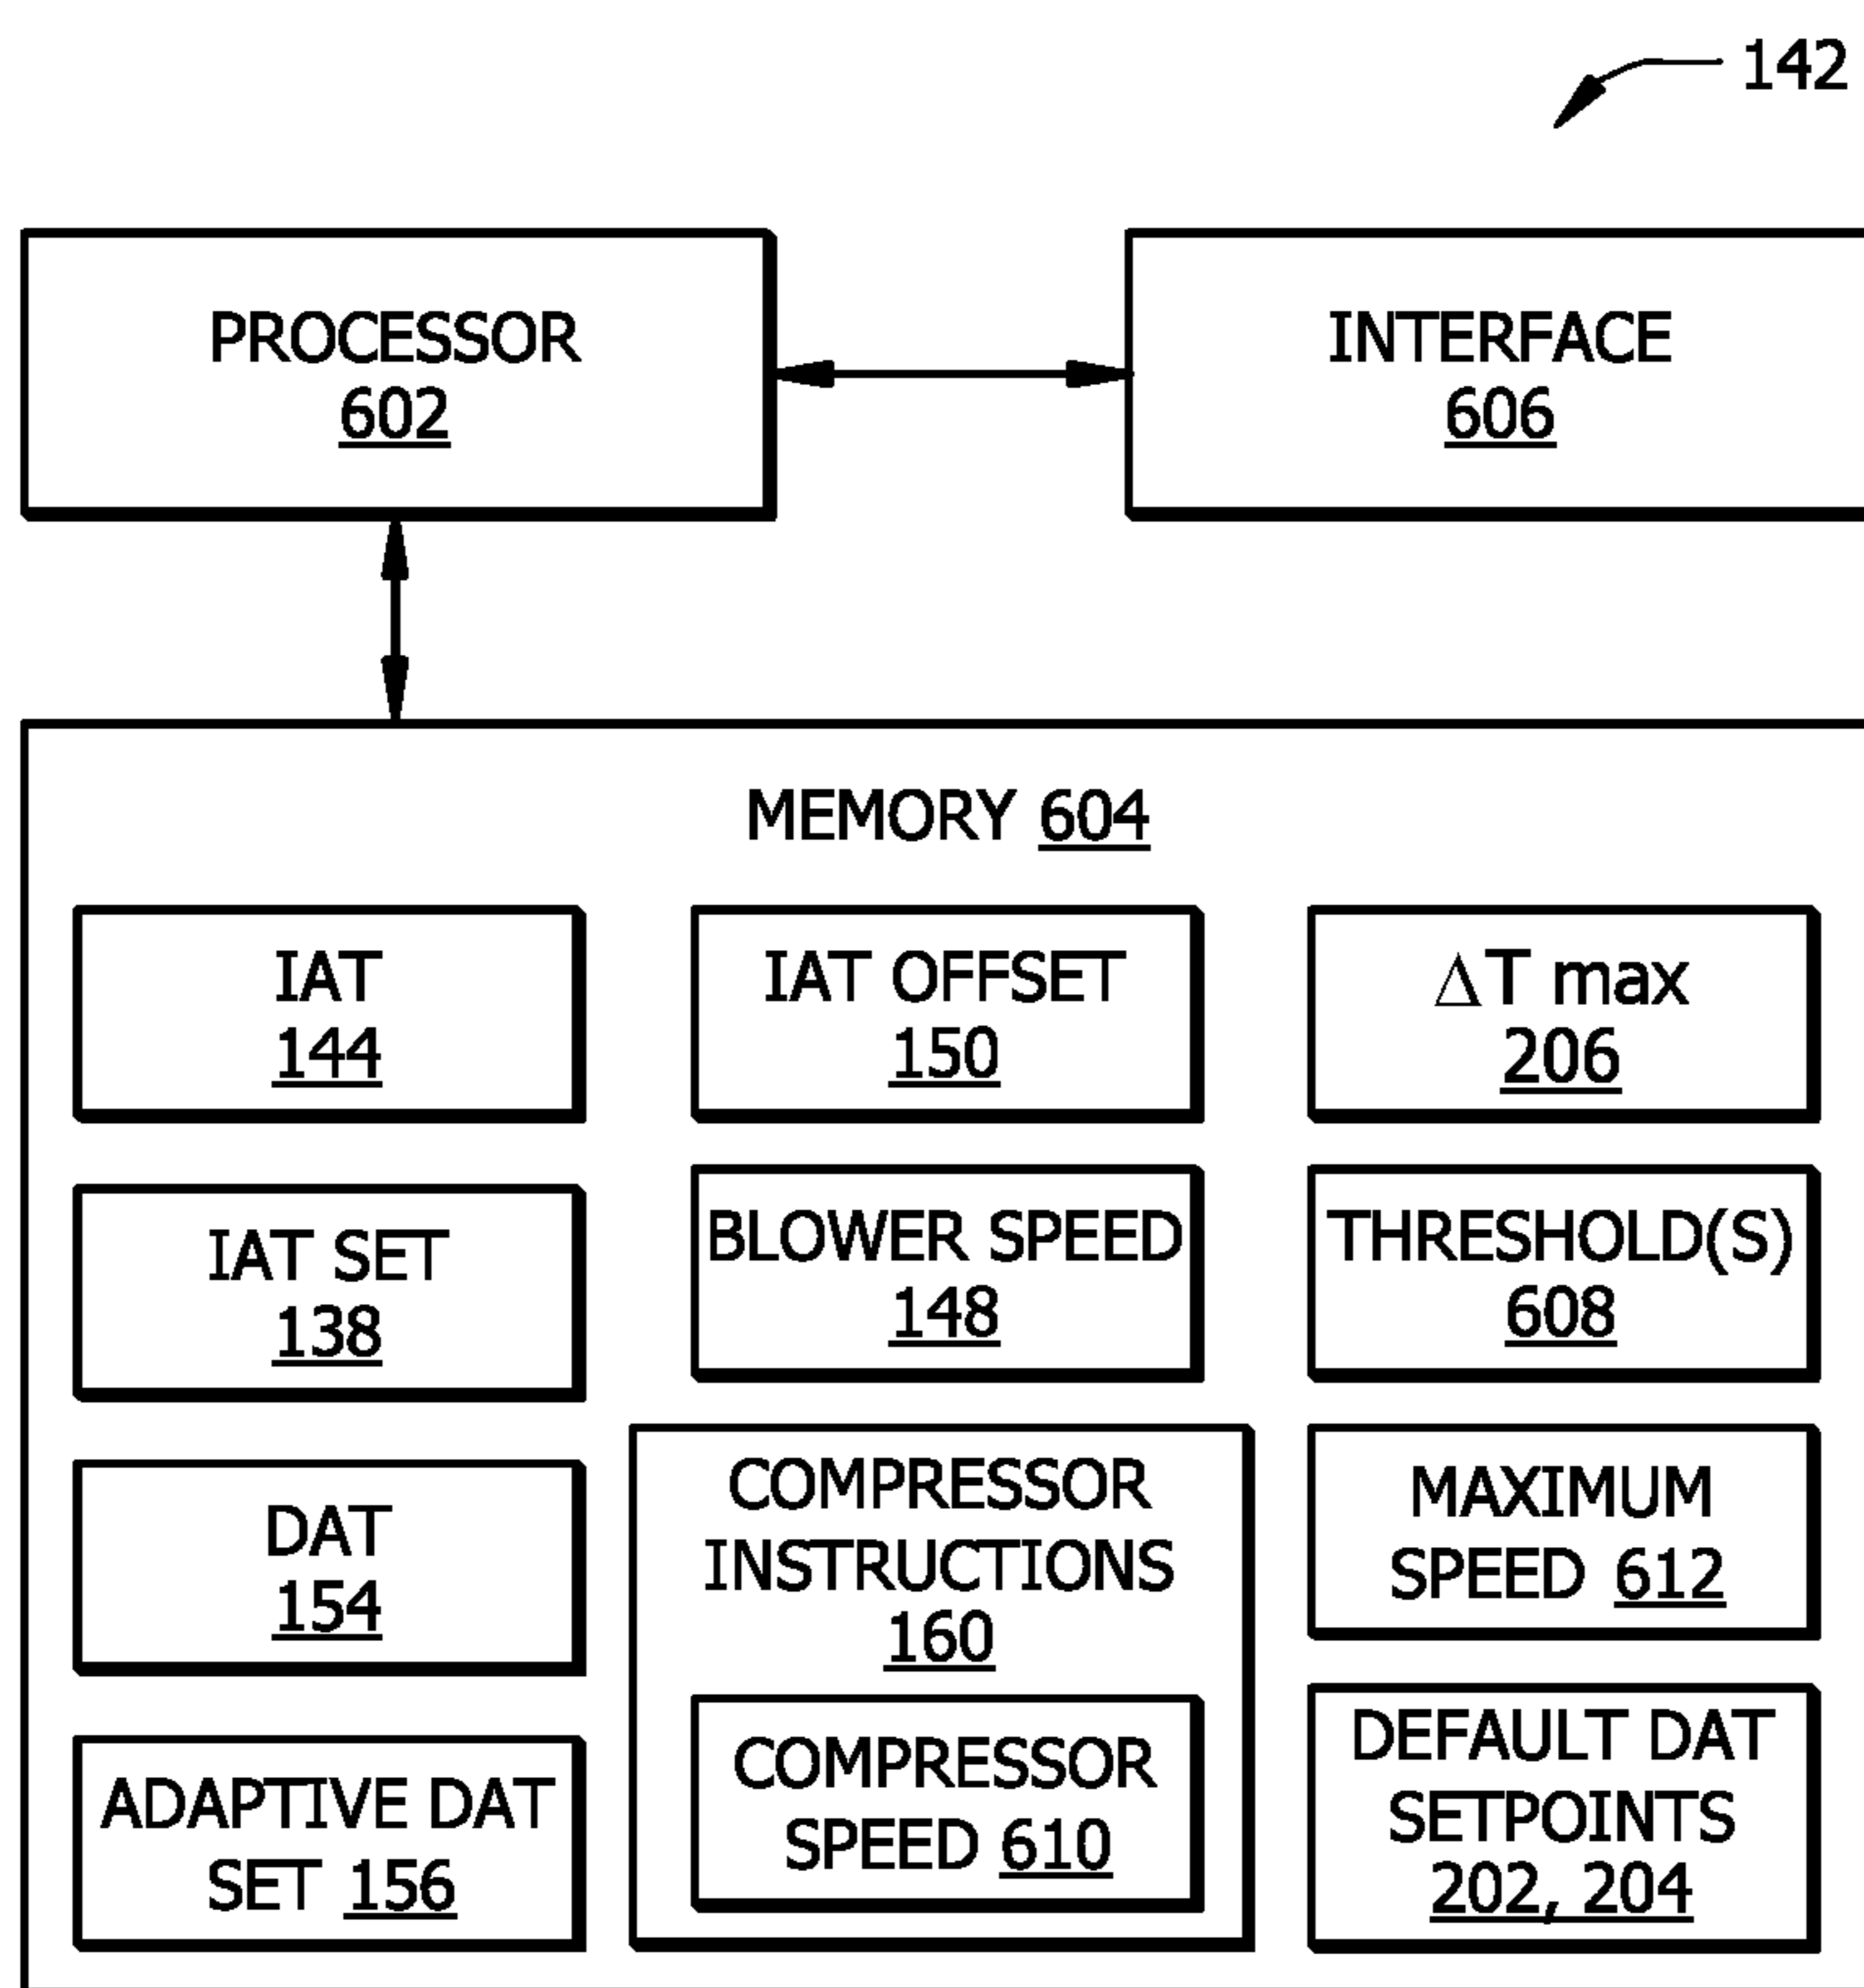 142
PROCESSOR
602
INTERFACE
606
MEMORY 604
IAT
144
IAT OFFSET
150
ΔT max
206
IAT SET
138
BLOWER SPEED
148
THRESHOLD(S)
608
DAT
154
COMPRESSOR
INSTRUCTIONS
160
COMPRESSOR
SPEED 610
MAXIMUM
SPEED 612
ADAPTIVE DAT
SET 156
DEFAULT DAT
SETPOINTS
202, 204